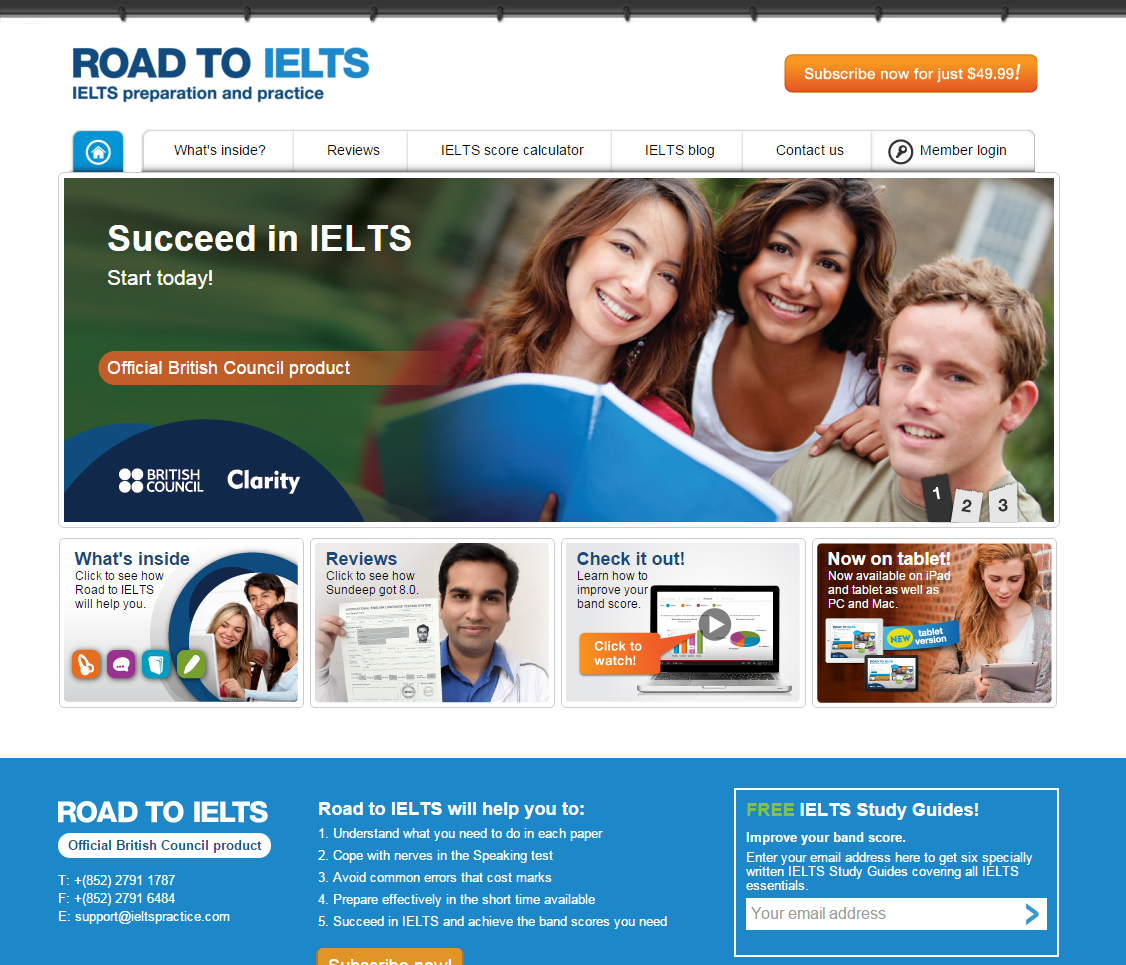 ROAD TO IELTS
IELTS preparation and practice
Subscribe now for just $49.99!
What's inside?
Reviews
IELTS score calculator
IELTS blog
Contact us
Member login
Succeed in IELTS
Start today!
Official British Council product
BRITISH
COUNCIL
Clarity
1
2
3
What's inside
Click to see how
Road to IELTS
will help you.
Reviews
Click to see how
Sundeep got 8.0.
Check it out!
Learn how to
improve your
band score.
Click to
watch!
Now on tablet!
Now available on iPad
and tablet as well as
PC and Mac.
ROAD TO IELTS
NEW
tablet
version
ROAD TO IELTS
ROAD TO IELTS
Official British Council product
T: +(852) 2791 1787
F: +(852) 2791 6484
E: support@ieltspractice.com
Road to IELTS will help you to:
1. Understand what you need to do in each paper
2. Cope with nerves in the Speaking test
3. Avoid common errors that cost marks
4. Prepare effectively in the short time available
5. Succeed in IELTS and achieve the band scores you need
Subscribe now!
FREE IELTS Study Guides!
Improve your band score.
Enter your email address here to get six specially
written IELTS Study Guides covering all IELTS
essentials.
Your email address